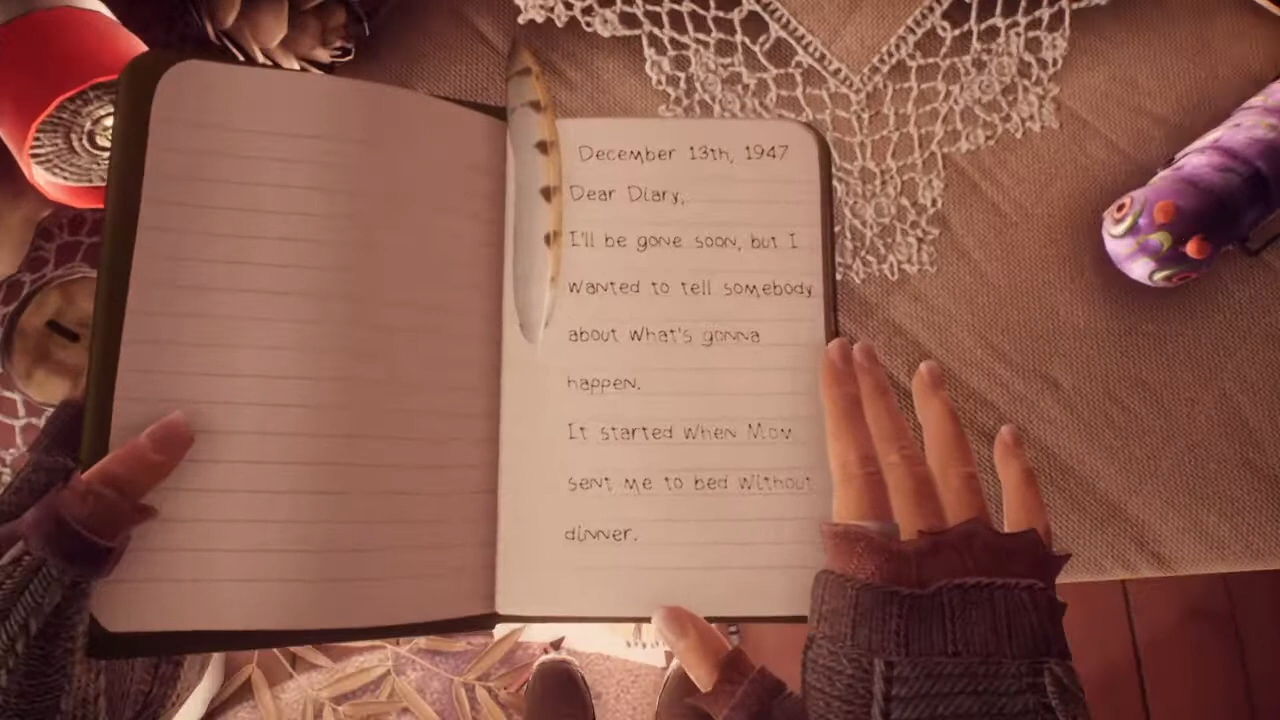 December 13th, 1947
Dear Diary,
I'll be gone soon, but I
wanted to tell somebody
about what's gonna
happen.
It started when Mom
sent me to bed without
dinner.